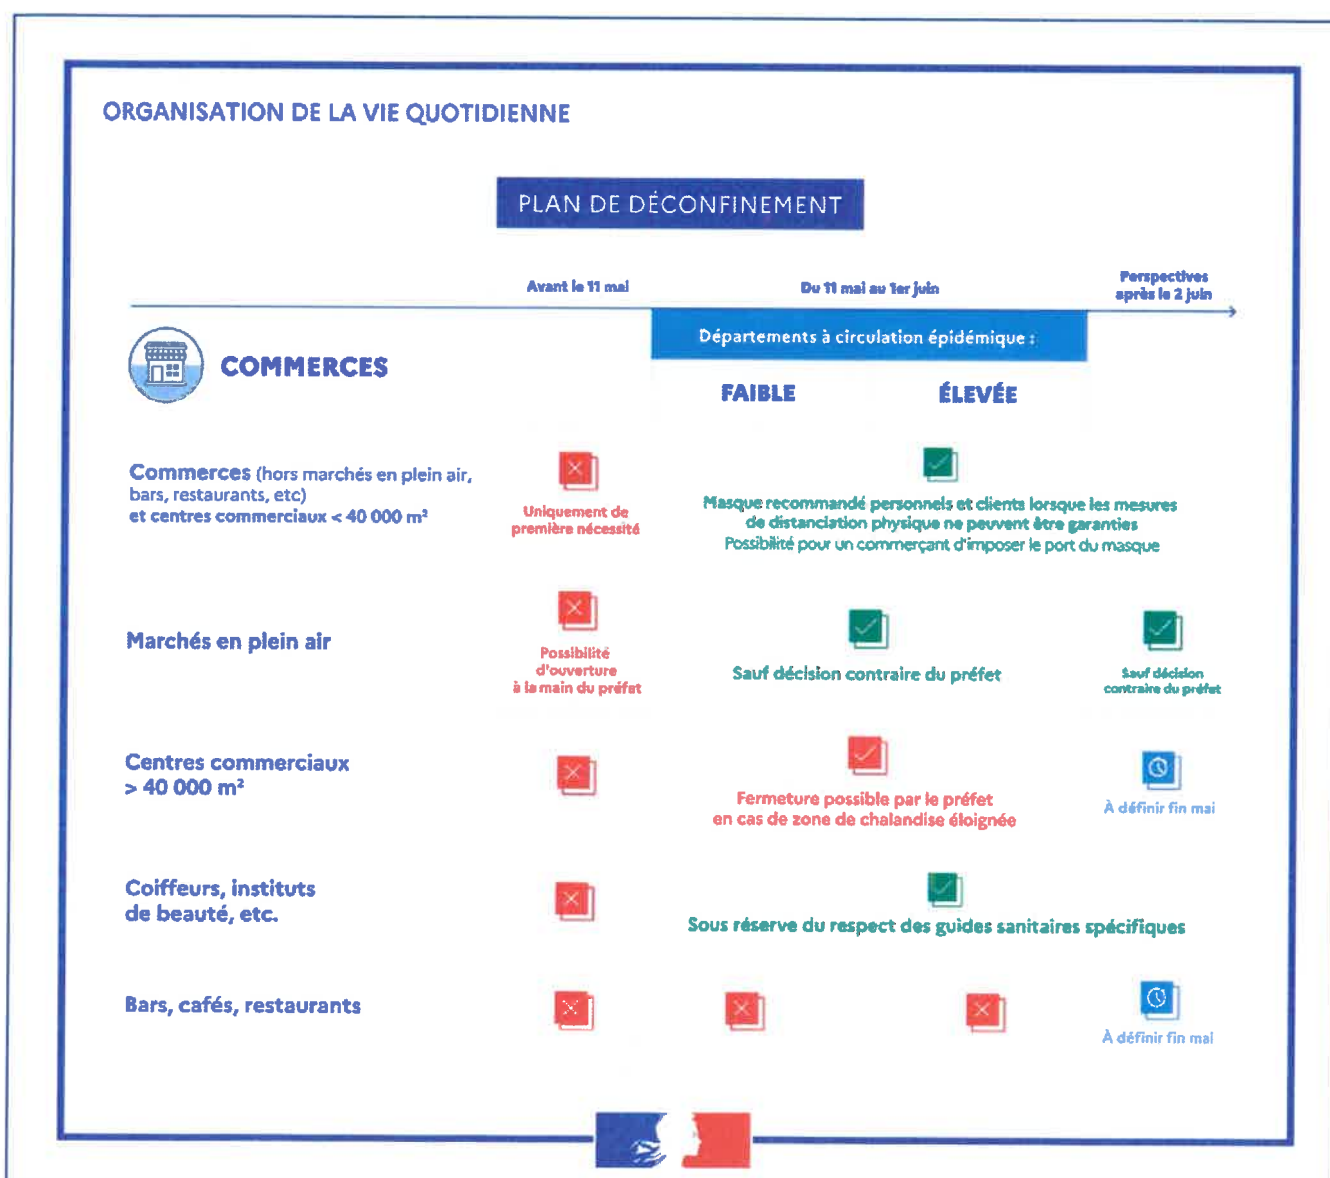 ORGANISATION DE LA VIE QUOTIDIENNE
PLAN DE DÉCONFINEMENT
Avant le 11 mai
Du 11 mai au 1er juin
Perspectives
après le 2 juin
Départements à circulation épidémique :
COMMERCES
FAIBLE
ÉLEVÉE
Commerces (hors marchés en plein air,
bars, restaurants, etc)
et centres commerciaux < 40 000 m²
Uniquement de
première nécessité
Masque recommandé personnels et clients lorsque les mesures
de distanciation physique ne peuvent être garanties
Possibilité pour un commerçant d'imposer le port du masque
Marchés en plein air
Possibilité
d'ouverture
à la main du préfet
Sauf décision contraire du préfet
Sauf décision
contraire du préfet
Centres commerciaux
> 40 000 m²
Fermeture possible par le préfet
en cas de zone de chalandise éloignée
À définir fin mai
Coiffeurs, instituts
de beauté, etc.
Sous réserve du respect des guides sanitaires spécifiques
Bars, cafés, restaurants
À définir fin mai